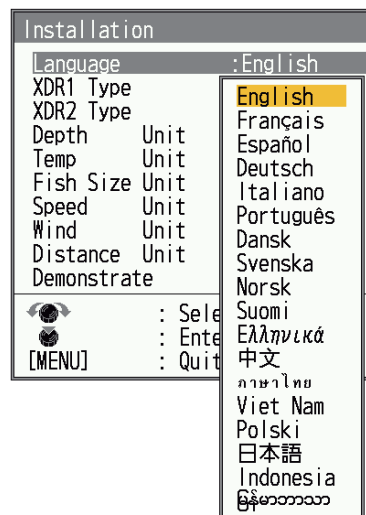 Installation
Language :English
XDR1 Type
XDR2 Type
Depth Unit
Temp Unit
Fish Size Unit
Speed Unit
Wind Unit
Distance Unit
Demonstrate
: Sele
: Ente
[MENU] : Quit
English
Français
Español
Deutsch
Italiano
Português
Dansk
Svenska
Norsk
Suomi
Ελληνικά
中文
ภาษาไทย
Viet Nam
Polski
日本語
Indonesia
မြန်မာဘာသာ